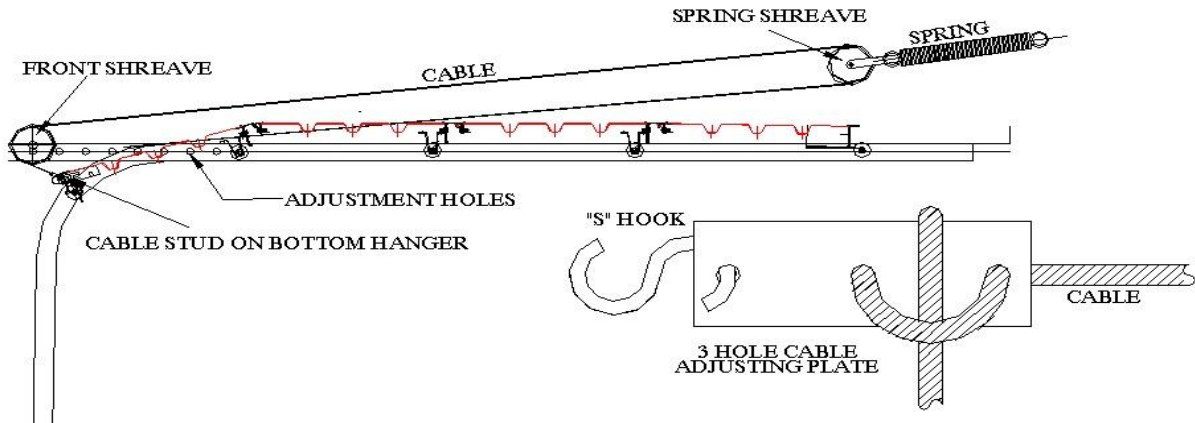 SPRING SHREAVE
SPRING
FRONT SHREAVE
CABLE
ADJUSTMENT HOLES
"S" HOOK
CABLE STUD ON BOTTOM HANGER
CABLE
3 HOLE CABLE
ADJUSTING PLATE